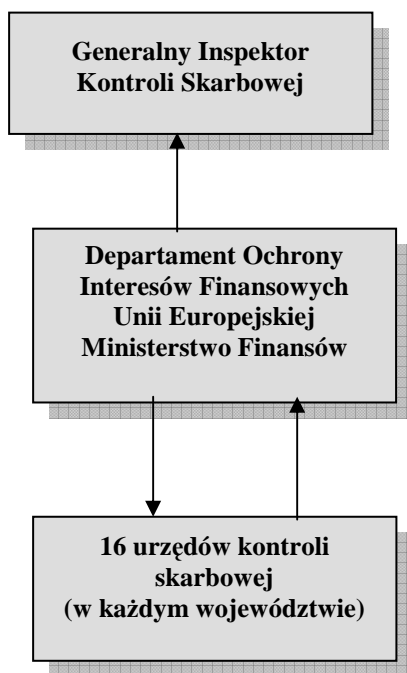 Generalny Inspektor
Kontroli Skarbowej
Departament Ochrony
Interesów Finansowych
Unii Europejskiej
Ministerstwo Finansów
16 urzędów kontroli
skarbowej
(w każdym województwie)